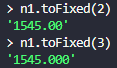 > n1.toFixed(2)
'1545.00'
> n1.toFixed(3)
'1545.000'